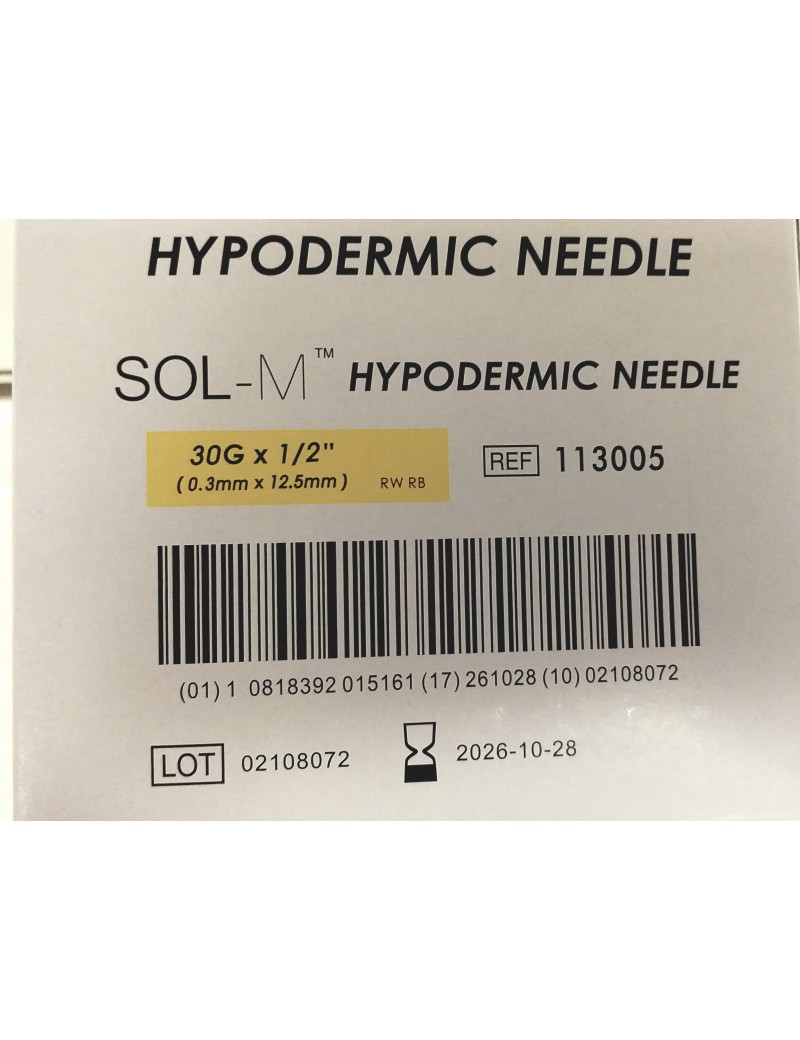 HYPODERMIC NEEDLE
SOL-M™ HYPODERMIC NEEDLE
30G x 1/2" REF 113005
(0.3mm x 12.5mm) RW RB
(01) 1 0818392 015161 (17) 261028 (10) 02108072
LOT 02108072 2026-10-28